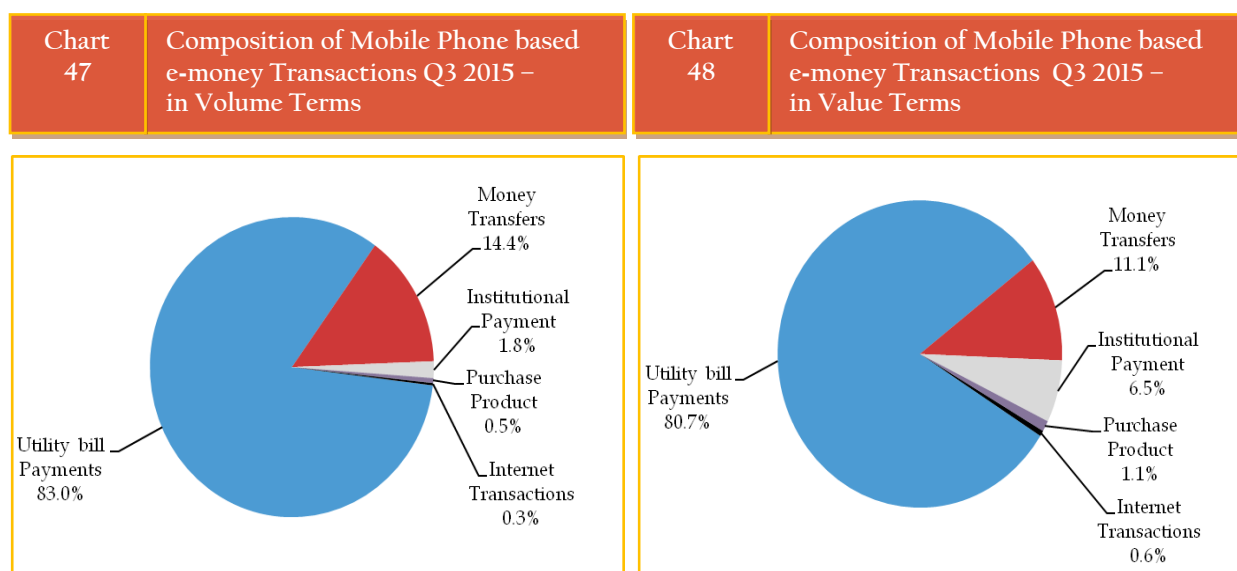 Chart
47
Composition of Mobile Phone based
e-money Transactions Q3 2015 –
in Volume Terms
Chart
48
Composition of Mobile Phone based
e-money Transactions Q3 2015 –
in Value Terms
Money
Transfers
14.4%
Institutional
Payment
1.8%
Purchase
Product
0.5%
Internet
Transactions
0.3%
Utility bill
Payments
83.0%
Money
Transfers
11.1%
Institutional
Payment
6.5%
Purchase
Product
1.1%
Internet
Transactions
0.6%
Utility bill
Payments
80.7%